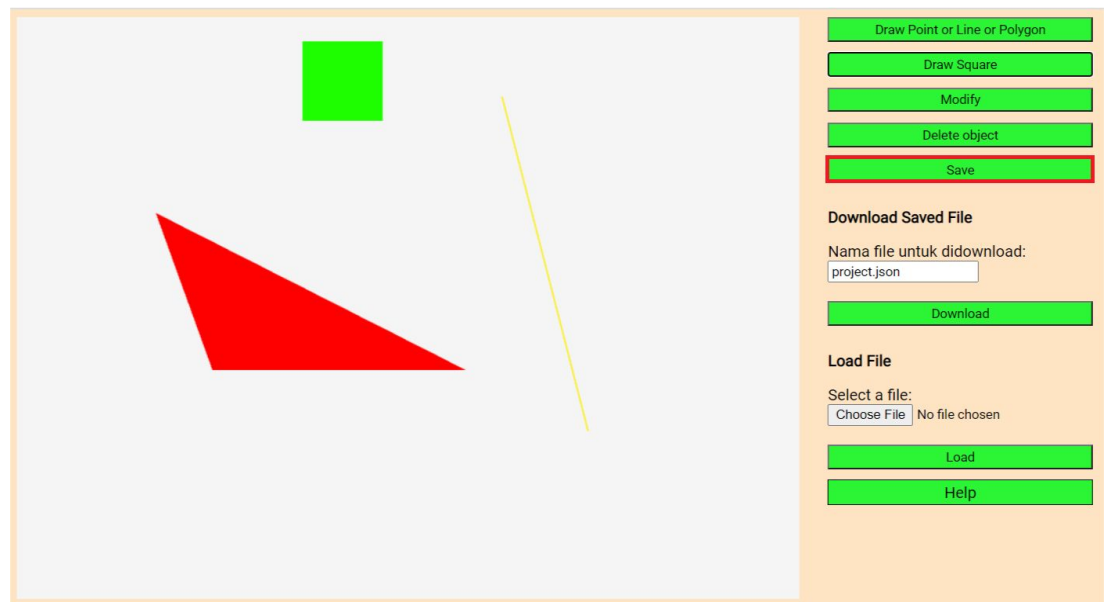 Draw Point or Line or Polygon
Draw Square
Modify
Delete object
Save
Download Saved File
Nama file untuk didownload:
project.json
Download
Load File
Select a file:
Choose File No file chosen
Load
Help